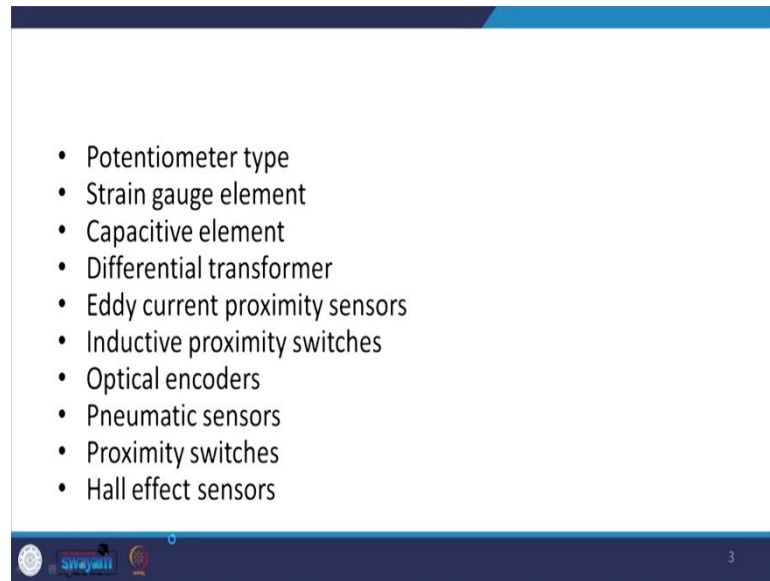 • Potentiometer type
• Strain gauge element
• Capacitive element
• Differential transformer
• Eddy current proximity sensors
• Inductive proximity switches
• Optical encoders
• Pneumatic sensors
• Proximity switches
• Hall effect sensors
swayam
3